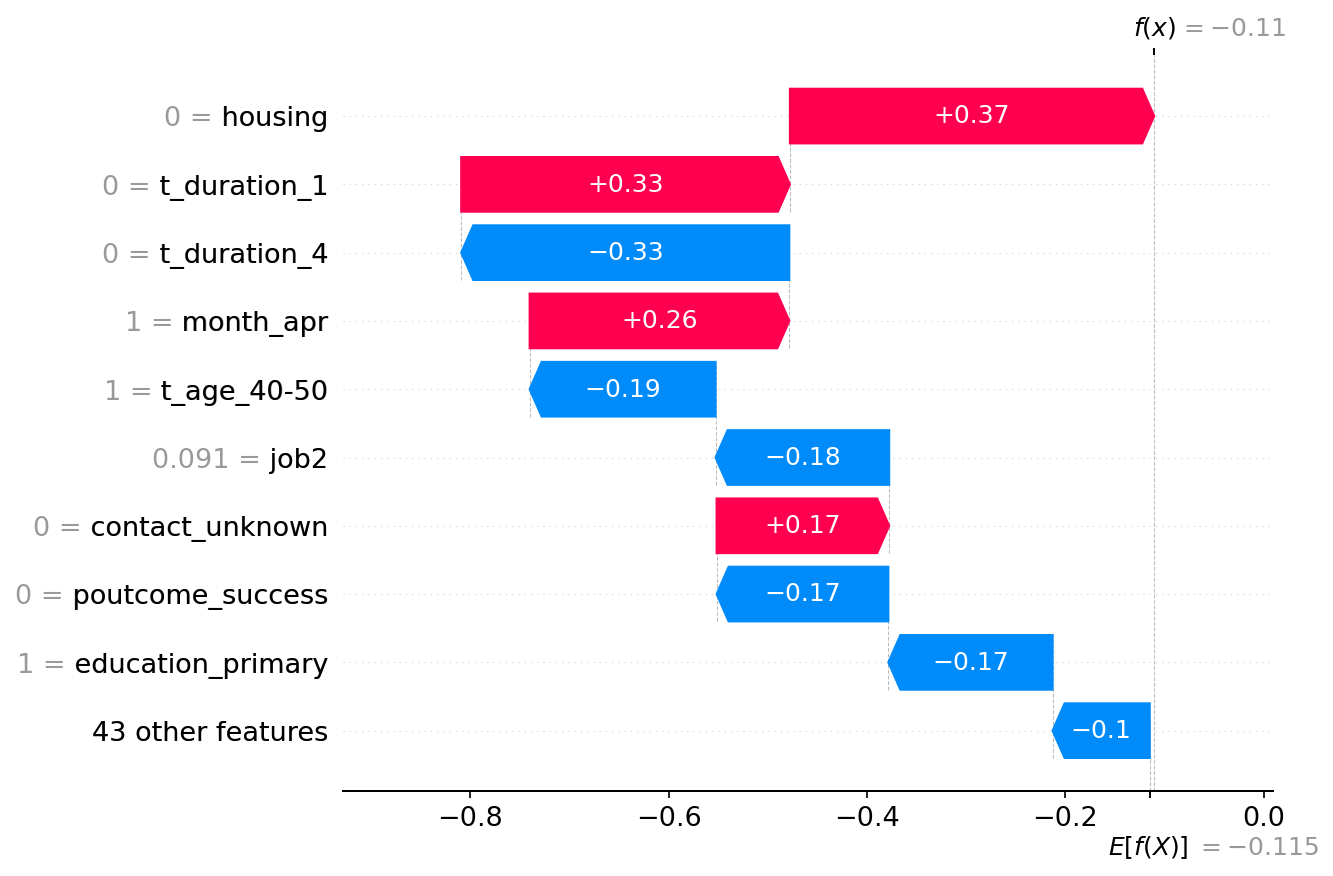 f(x) = −0.11
0 = housing
+0.37
0 = t_duration_1
+0.33
0 = t_duration_4
−0.33
1 = month_apr
+0.26
1 = t_age_40-50
−0.19
0.091 = job2
−0.18
0 = contact_unknown
+0.17
0 = poutcome_success
−0.17
1 = education_primary
−0.17
43 other features
−0.1
−0.8 −0.6 −0.4 −0.2 0.0
E[f(X)] = −0.115